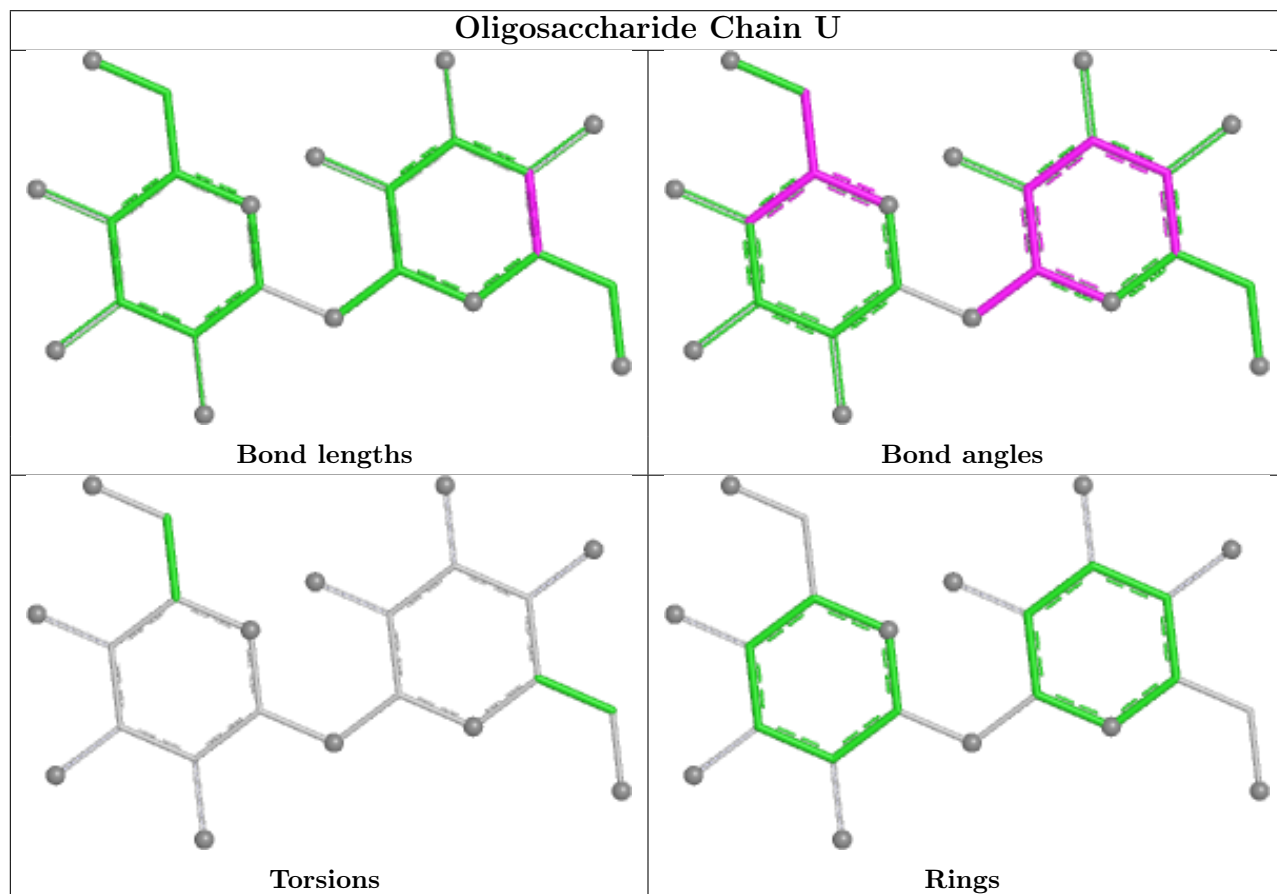 Oligosaccharide Chain U
Bond lengths
Bond angles
Torsions
Rings